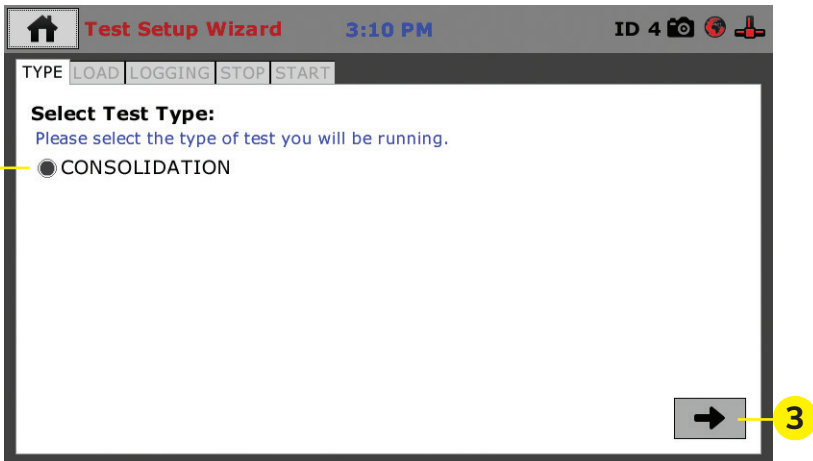 Test Setup Wizard 3:10 PM ID 4
TYPE LOAD LOGGING STOP START
Select Test Type:
Please select the type of test you will be running.
CONSOLIDATION
3